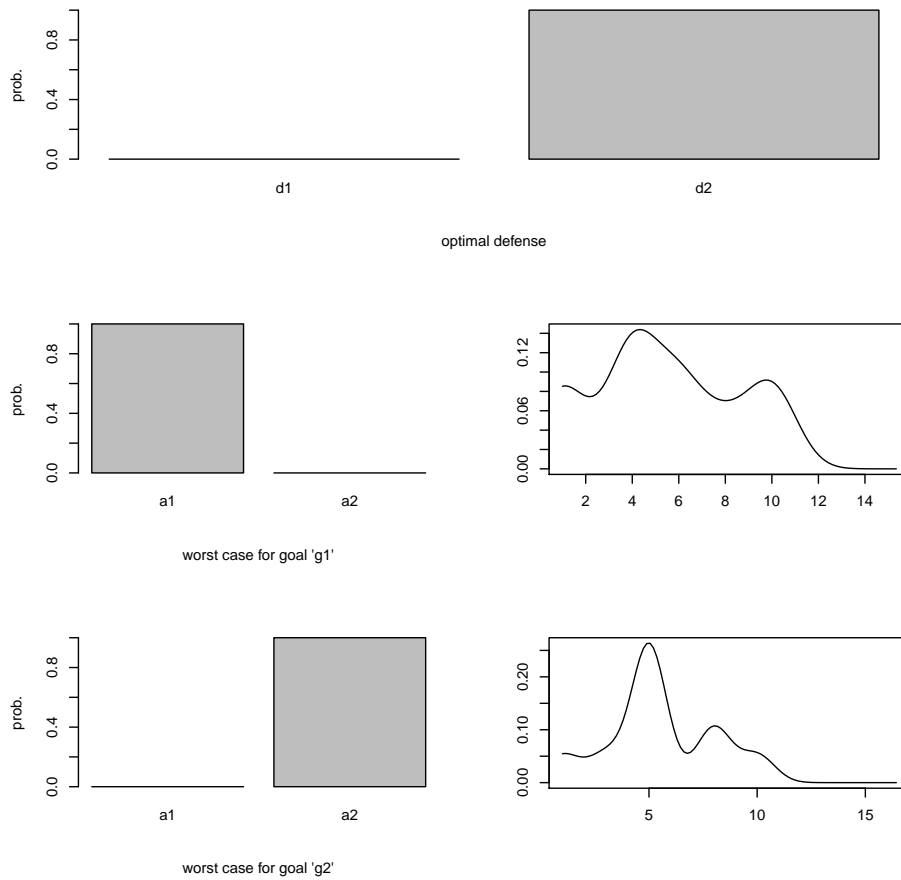 prob.
0.8
0.4
0.0
d1 d2
optimal defense
prob.
0.8
0.4
0.0
a1 a2
worst case for goal 'g1'
0.12
0.06
0.00
2 4 6 8 10 12 14
prob.
0.8
0.4
0.0
a1 a2
worst case for goal 'g2'
0.20
0.10
0.00
5 10 15